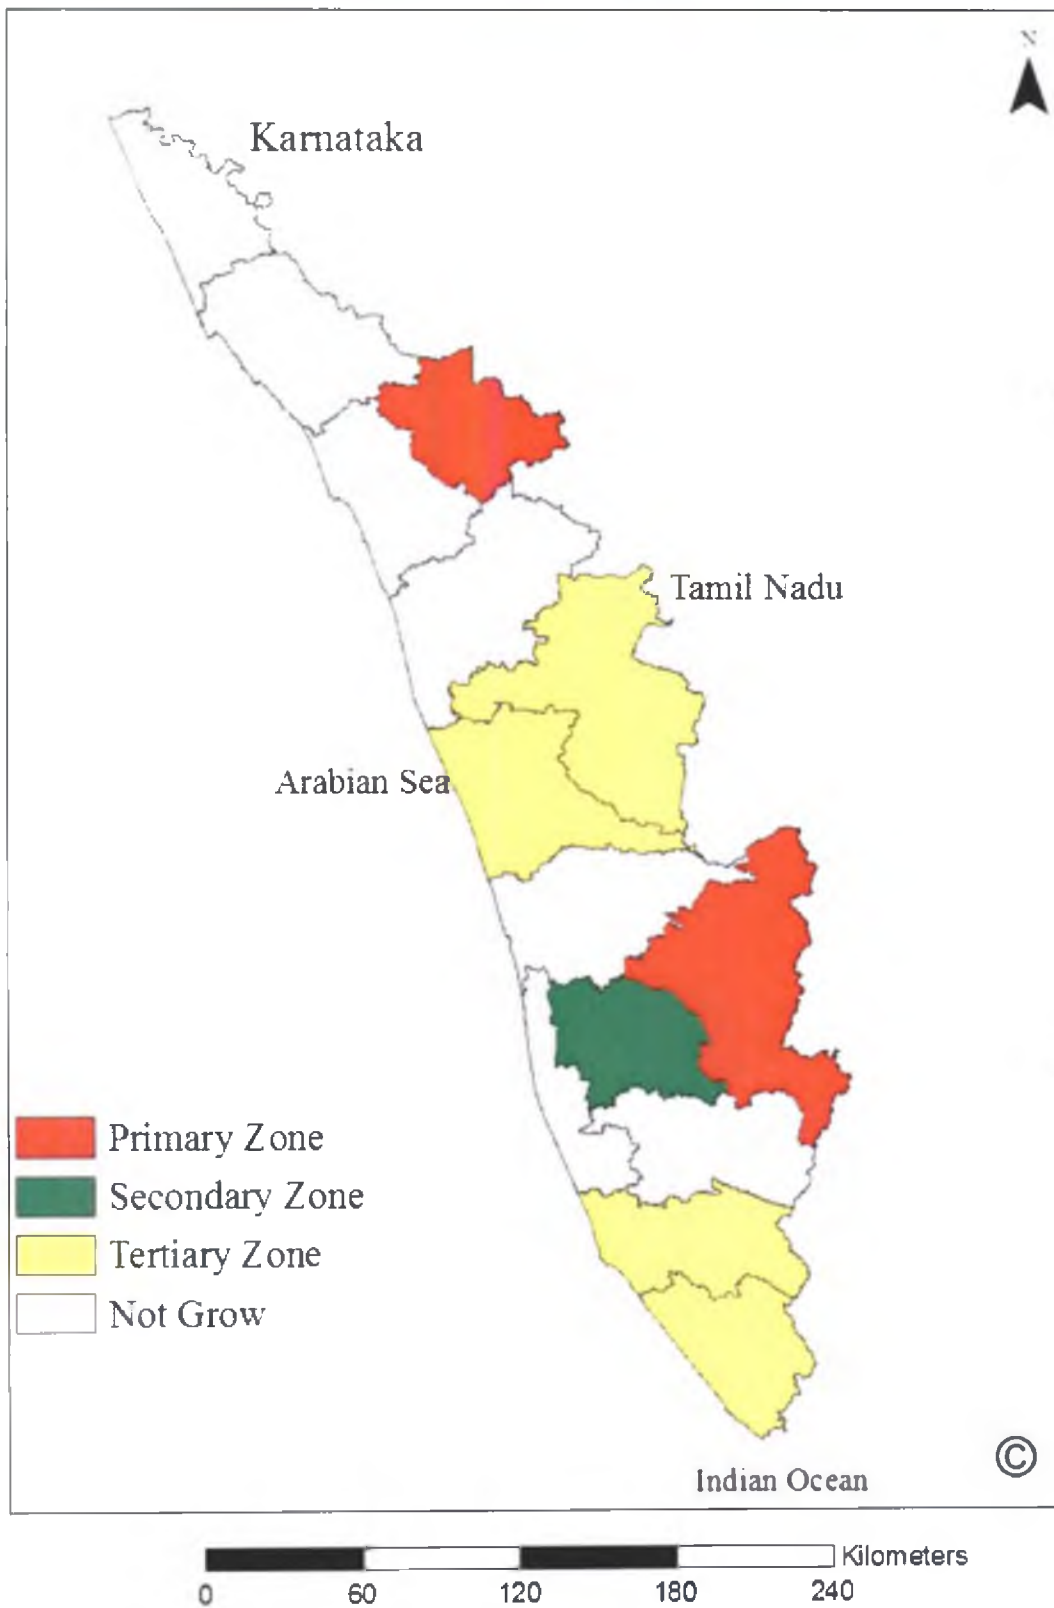 N
Karnataka
Tamil Nadu
Arabian Sea
Primary Zone
Secondary Zone
Tertiary Zone
Not Grow
©
Indian Ocean
Kilometers
0 60 120 180 240